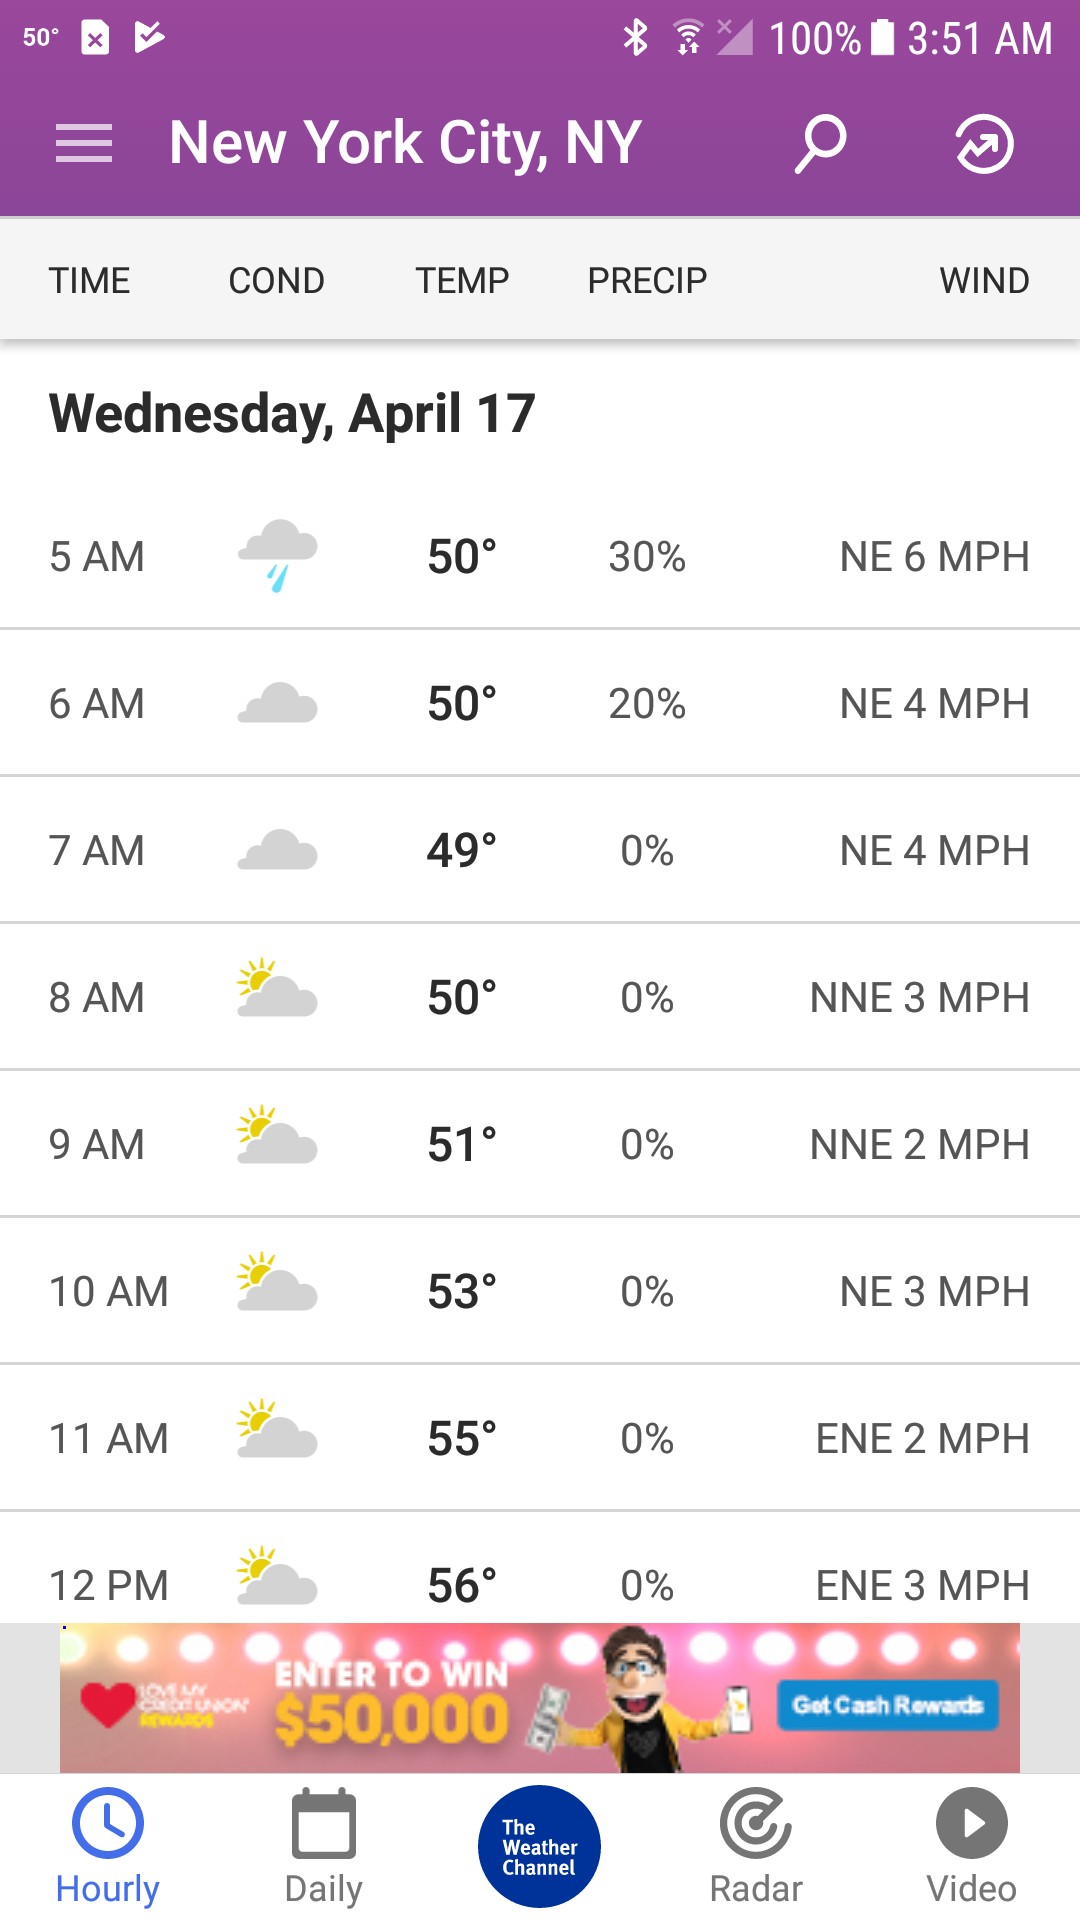 50° 100% 3:51 AM
New York City, NY
TIME COND TEMP PRECIP WIND
Wednesday, April 17
5 AM 50° 30% NE 6 MPH
6 AM 50° 20% NE 4 MPH
7 AM 49° 0% NE 4 MPH
8 AM 50° 0% NNE 3 MPH
9 AM 51° 0% NNE 2 MPH
10 AM 53° 0% NE 3 MPH
11 AM 55° 0% ENE 2 MPH
12 PM 56° 0% ENE 3 MPH
LOVE MY
CREDIT UNION
REWARDS
ENTER TO WIN
$50,000
Get Cash Rewards
The
Weather
Channel
Hourly Daily Radar Video